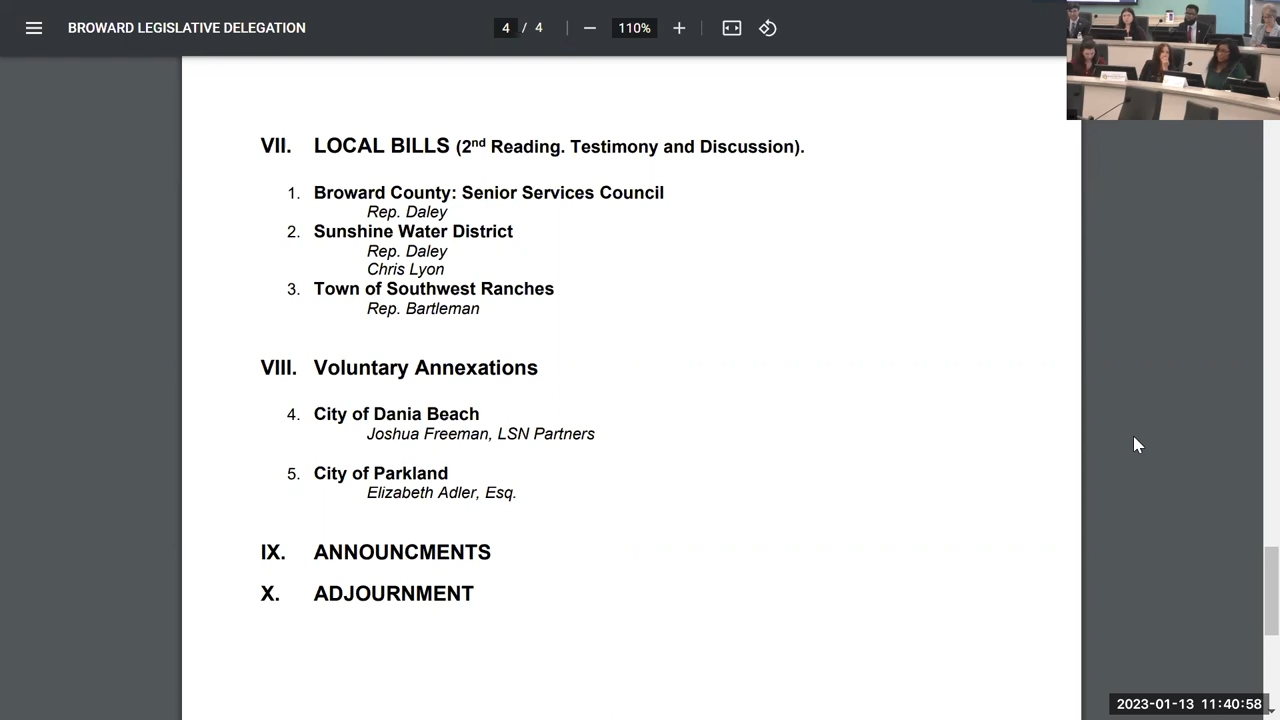 BROWARD LEGISLATIVE DELEGATION
4 / 4
110%
VII. LOCAL BILLS (2nd Reading. Testimony and Discussion).
1. Broward County: Senior Services Council
Rep. Daley
2. Sunshine Water District
Rep. Daley
Chris Lyon
3. Town of Southwest Ranches
Rep. Bartleman
VIII. Voluntary Annexations
4. City of Dania Beach
Joshua Freeman, LSN Partners
5. City of Parkland
Elizabeth Adler, Esq.
IX. ANNOUNCMENTS
X. ADJOURNMENT
2023-01-13 11:40:58